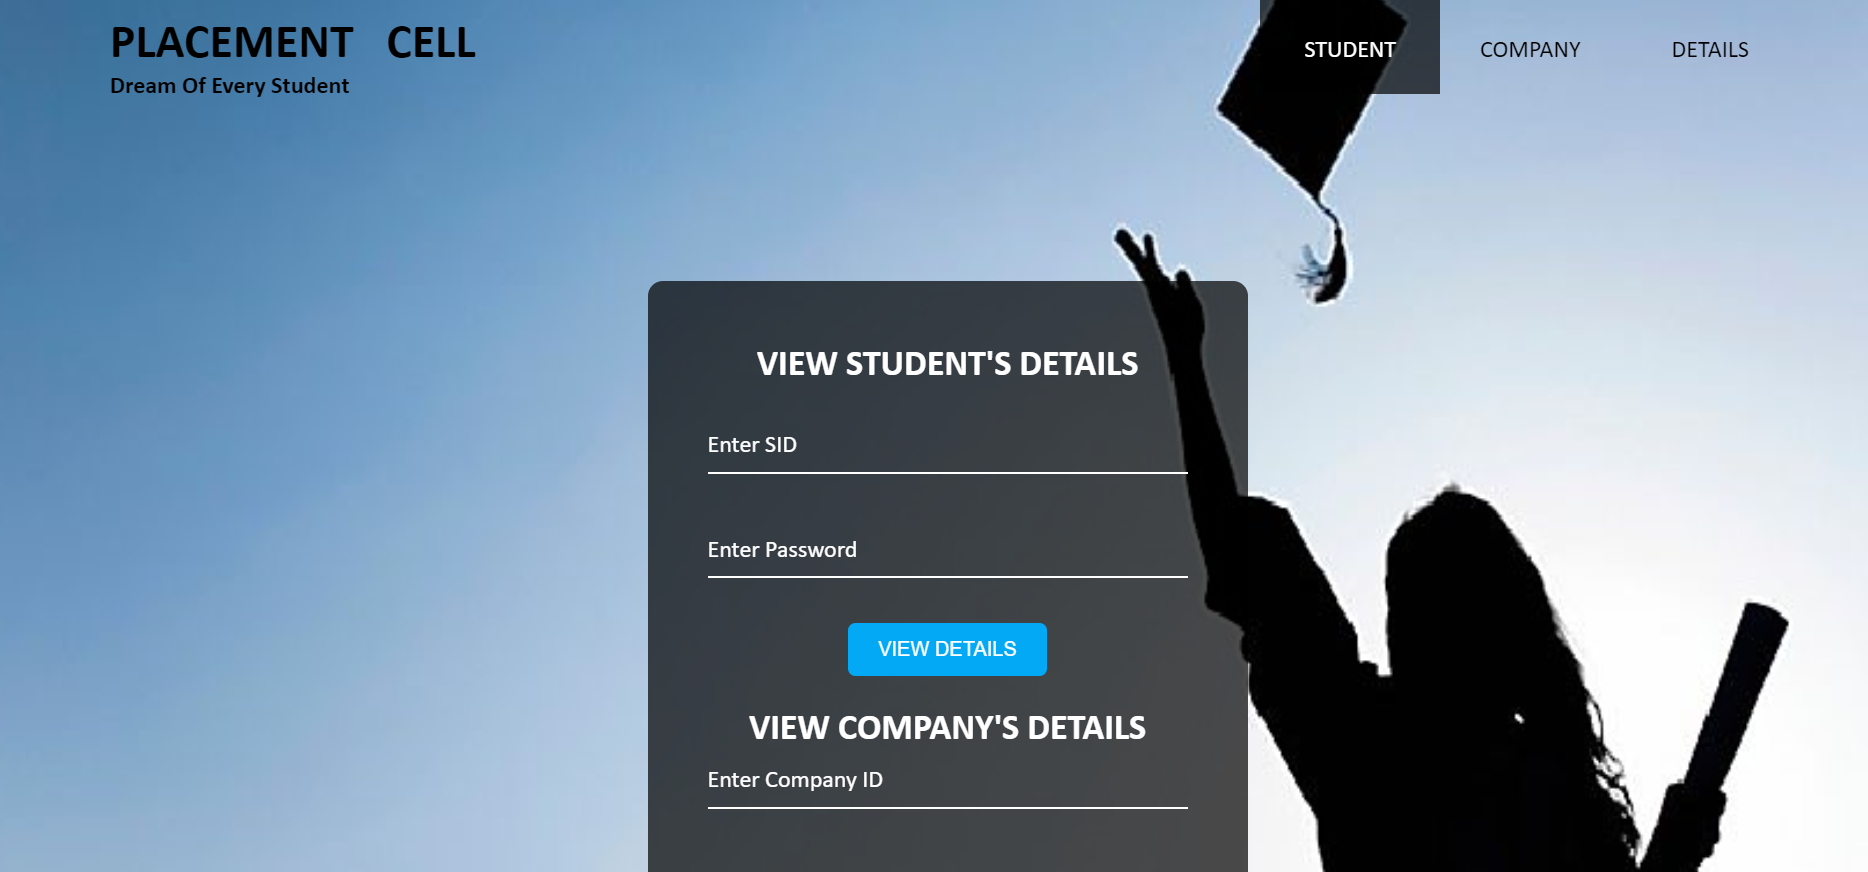 PLACEMENT CELL
Dream Of Every Student
STUDENT COMPANY DETAILS
VIEW STUDENT'S DETAILS
Enter SID
Enter Password
VIEW DETAILS
VIEW COMPANY'S DETAILS
Enter Company ID